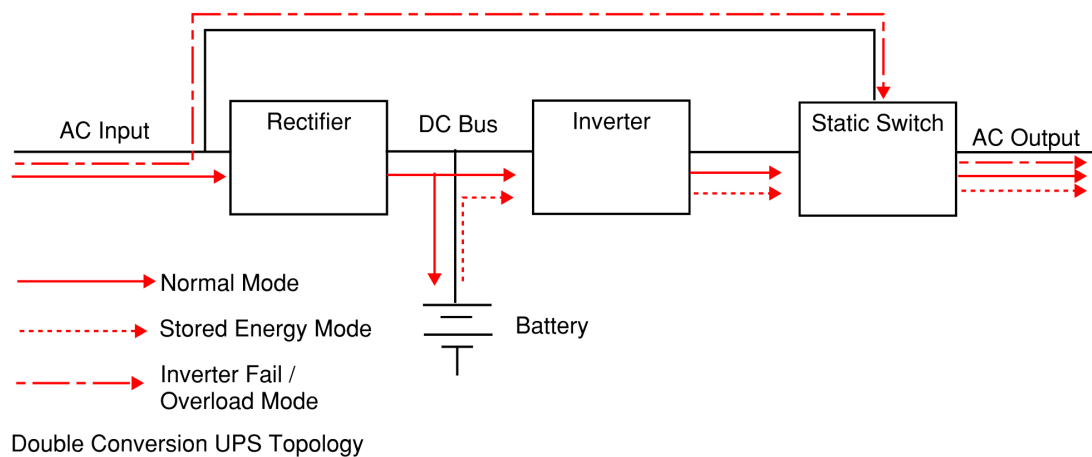 AC Input
Rectifier
DC Bus
Inverter
Static Switch
AC Output
Normal Mode
Stored Energy Mode
Battery
Inverter Fail /
Overload Mode
Double Conversion UPS Topology